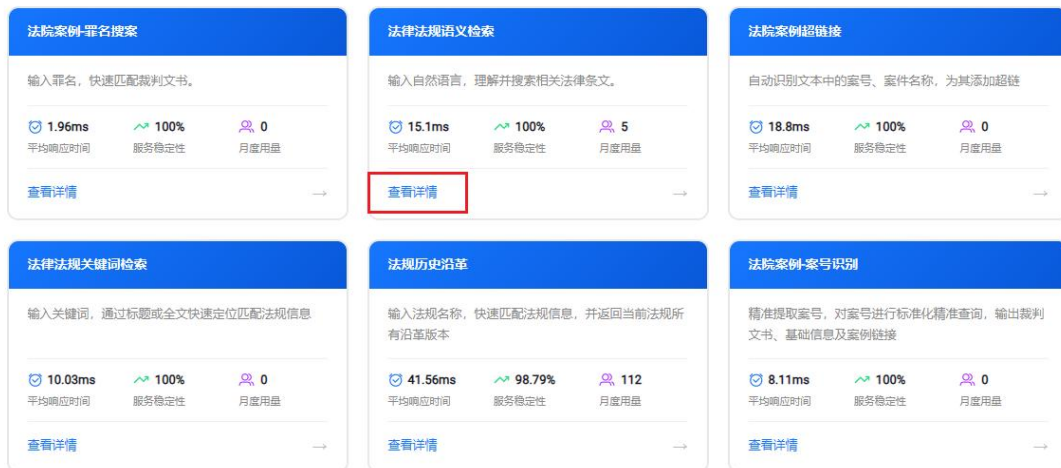 法院案例-罪名搜案
输入罪名，快速匹配裁判文书。
1.96ms 100% 0
平均响应时间 服务稳定性 月度用量
查看详情 →
法律法规语义检索
输入自然语言，理解并搜索相关法律条文。
15.1ms 100% 5
平均响应时间 服务稳定性 月度用量
查看详情 →
法院案例超链接
自动识别文本中的案号、案件名称，为其添加超链
18.8ms 100% 0
平均响应时间 服务稳定性 月度用量
查看详情
法律法规关键词检索
输入关键词，通过标题或全文快速定位匹配法规信息
10.03ms 100% 0
平均响应时间 服务稳定性 月度用量
查看详情 →
法规历史沿革
输入法规名称，快速匹配法规信息，并返回当前法规所
有沿革版本
41.56ms 98.79% 112
平均响应时间 服务稳定性 月度用量
查看详情 →
法院案例-案号识别
精准提取案号，对案号进行标准化精准查询，输出裁判
文书、基础信息及案例链接
8.11ms 100% 0
平均响应时间 服务稳定性 月度用量
查看详情 →